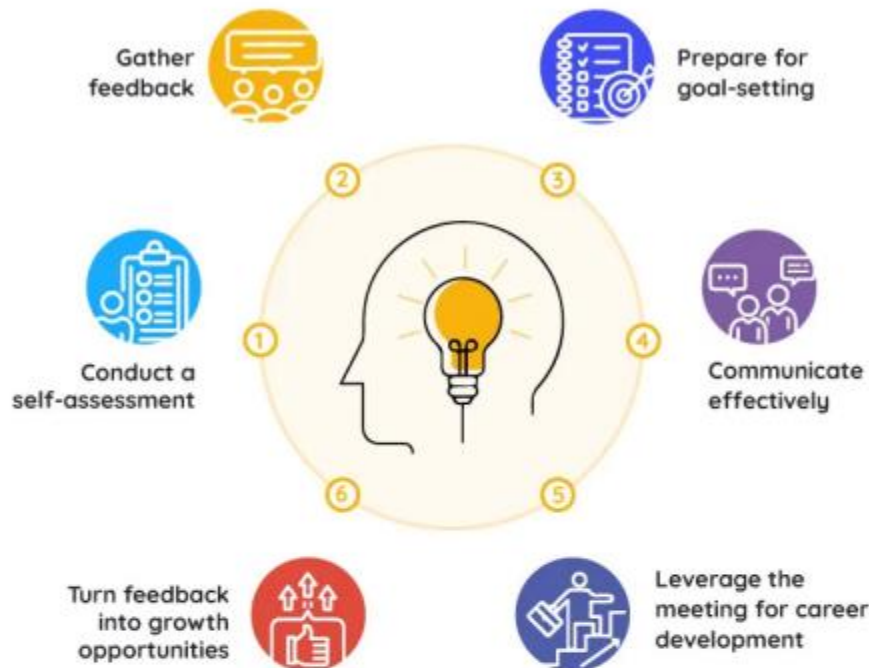 1
Conduct a
self-assessment
2
Gather
feedback
3
Prepare for
goal-setting
4
Communicate
effectively
5
Leverage the
meeting for career
development
6
Turn feedback
into growth
opportunities